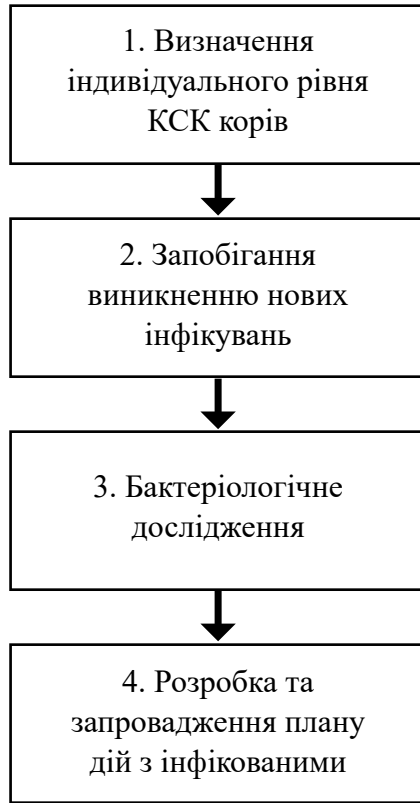 1. Визначення
індивідуального рівня
КСК корів
2. Запобігання
виникненню нових
інфікувань
3. Бактеріологічне
дослідження
4. Розробка та
запровадження плану
дій з інфікованими